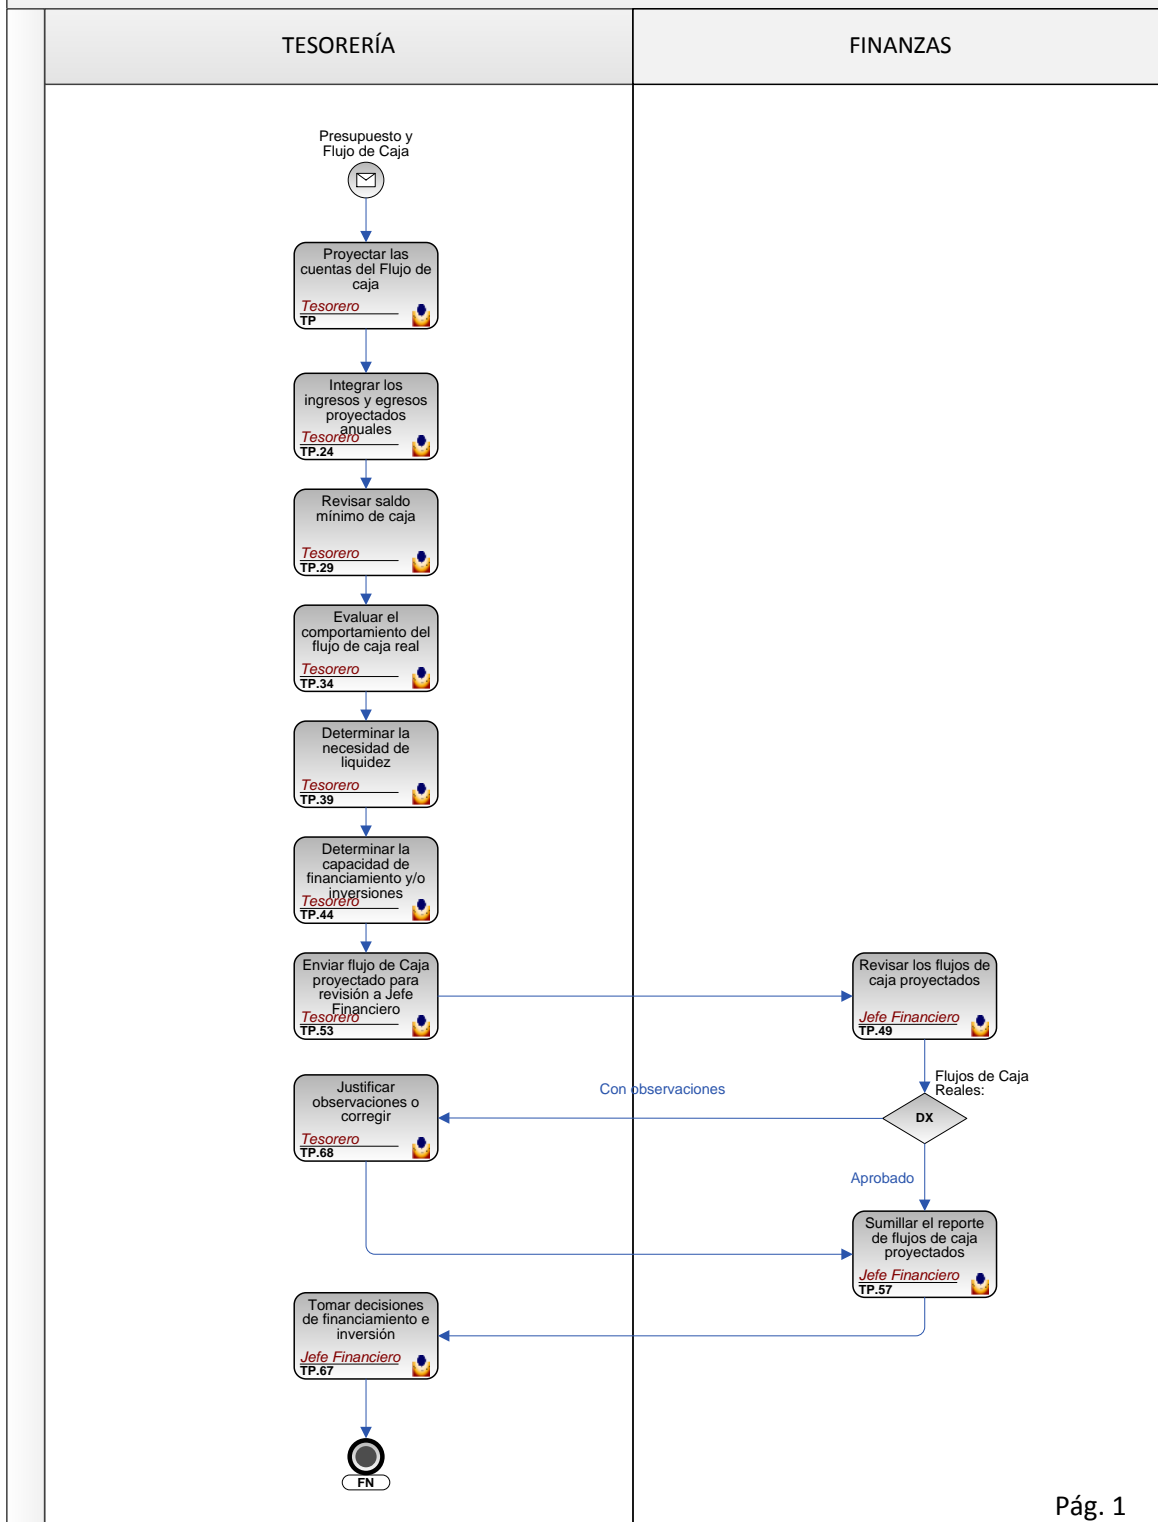 TESORERÍA
FINANZAS
Presupuesto y
Flujo de Caja
Proyectar las
cuentas del Flujo de
caja
Tesorero
TP
Integrar los
ingresos y egresos
proyectados
anuales
Tesorero
TP.24
Revisar saldo
mínimo de caja
Tesorero
TP.29
Evaluar el
comportamiento del
flujo de caja real
Tesorero
TP.34
Determinar la
necesidad de
liquidez
Tesorero
TP.39
Determinar la
capacidad de
financiamiento y/o
inversiones
Tesorero
TP.44
Enviar flujo de Caja
proyectado para
revisión a Jefe
Financiero
Tesorero
TP.53
Revisar los flujos de
caja proyectados
Jefe Financiero
TP.49
Flujos de Caja
Reales:
DX
Con observaciones
Justificar
observaciones o
corregir
Tesorero
TP.68
Aprobado
Sumillar el reporte
de flujos de caja
proyectados
Jefe Financiero
TP.57
Tomar decisiones
de financiamiento e
inversión
Jefe Financiero
TP.67
FN
Pág. 1